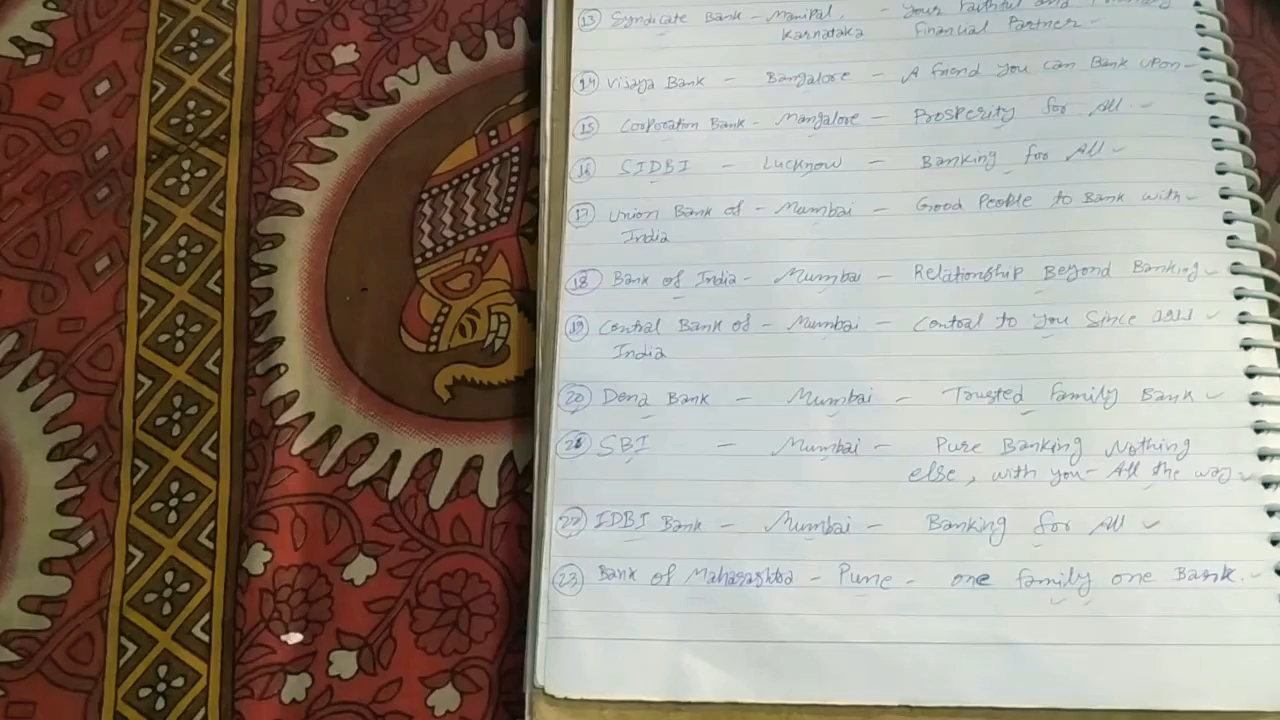 13 Syndicate Bank - Manipal, - Your Faithful and
Karnataka Financial Partner -
14 Vijaya Bank - Bangalore - A friend you can Bank upon -
15 Corporation Bank - Mangalore - Prosperity for All.
16 SIDBI - Lucknow - Banking for All
17 Union Bank of - Mumbai - Good People to Bank with
India
18 Bank of India - Mumbai - Relationship Beyond Banking
19 Central Bank of - Mumbai - Central to you Since 1911
India
20 Dena Bank - Mumbai - Trusted Family Bank
21 SBI - Mumbai - Pure Banking Nothing
else, with you - All the way
22 IDBI Bank - Mumbai - Banking for All
23 Bank of Maharashtra - Pune - one family one Bank.